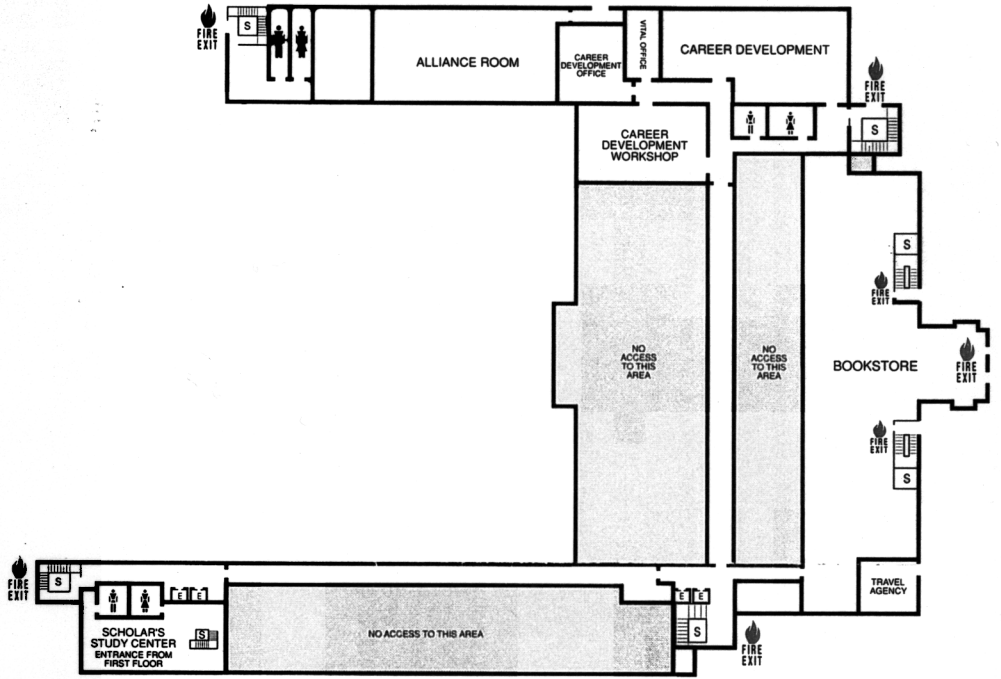 FIRE
EXIT
S
ALLIANCE ROOM
CAREER
DEVELOPMENT
OFFICE
VITAL OFFICE
CAREER DEVELOPMENT
FIRE
EXIT
S
CAREER
DEVELOPMENT
WORKSHOP
S
FIRE
EXIT
NO
ACCESS
TO THIS
AREA
NO
ACCESS
TO THIS
AREA
BOOKSTORE
FIRE
EXIT
FIRE
EXIT
S
FIRE
EXIT
S
E E
TRAVEL
AGENCY
E E
SCHOLAR'S
STUDY CENTER
ENTRANCE FROM
FIRST FLOOR
S
NO ACCESS TO THIS AREA
S
FIRE
EXIT